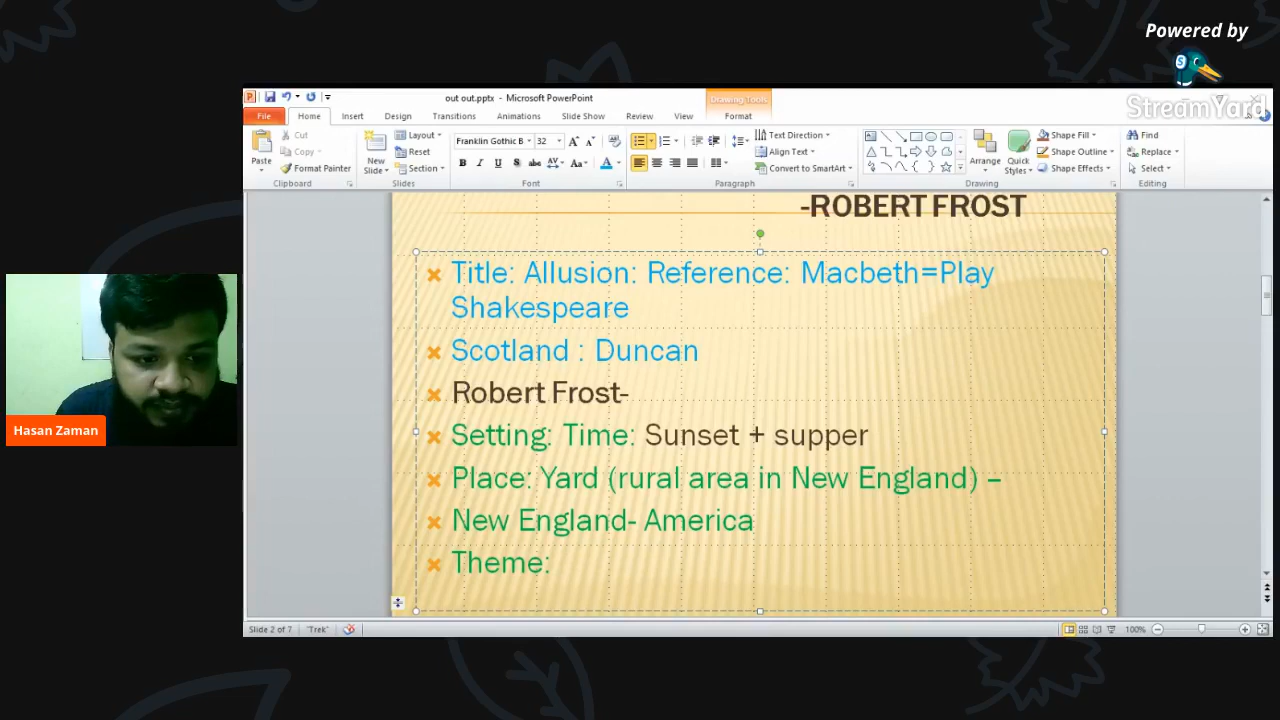 Powered by
StreamYard
out out.pptx - Microsoft PowerPoint
Drawing Tools
File Home Insert Design Transitions Animations Slide Show Review View Format
Cut
Copy
Format Painter
Paste
Clipboard
New Slide
Layout
Reset
Section
Slides
Franklin Gothic B 32
Font
Text Direction
Align Text
Convert to SmartArt
Paragraph
Arrange
Quick Styles
Shape Fill
Shape Outline
Shape Effects
Drawing
Find
Replace
Select
Editing
-ROBERT FROST
Title: Allusion: Reference: Macbeth=Play
Shakespeare
Scotland : Duncan
Robert Frost-
Setting: Time: Sunset + supper
Place: Yard (rural area in New England) –
New England- America
Theme:
Hasan Zaman
Slide 2 of 7 "Trek" 100%